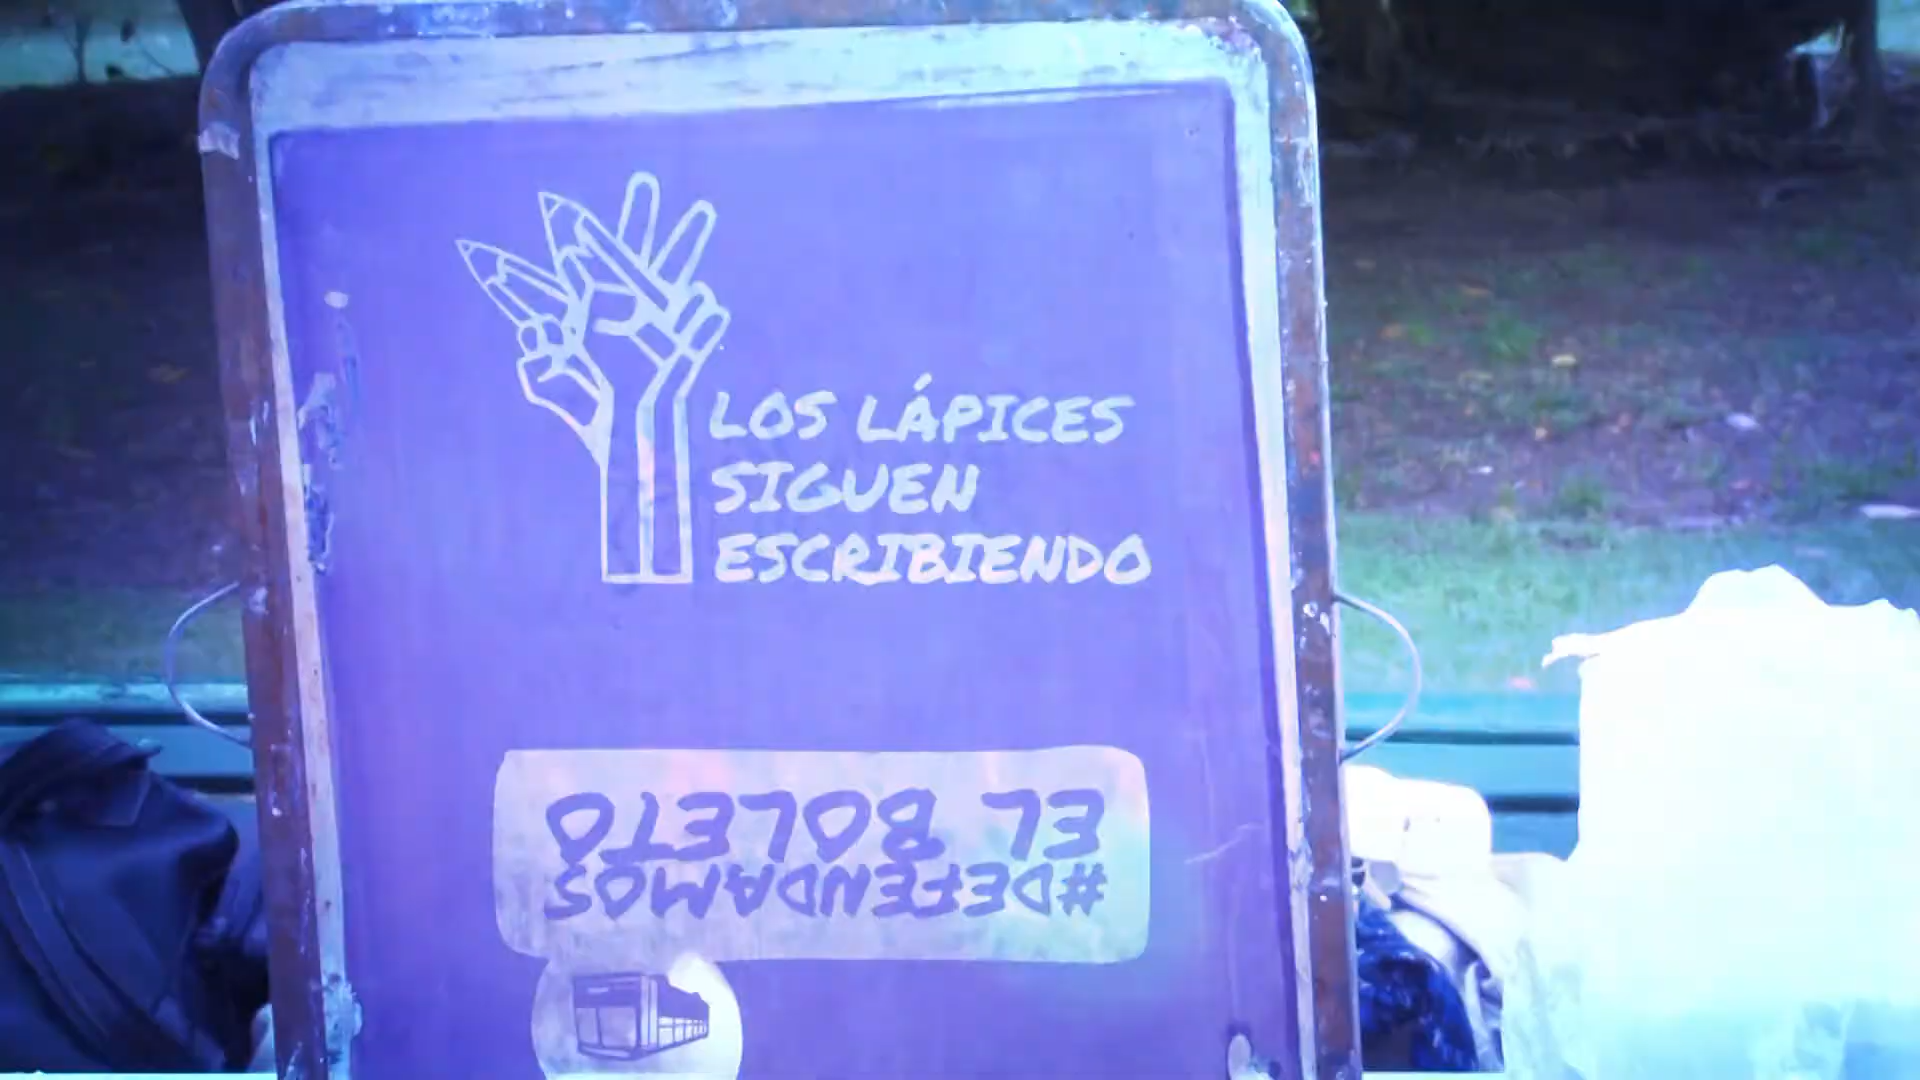 LOS LÁPICES
SIGUEN
ESCRIBIENDO
#DEFENDAMOS
EL BOLETO